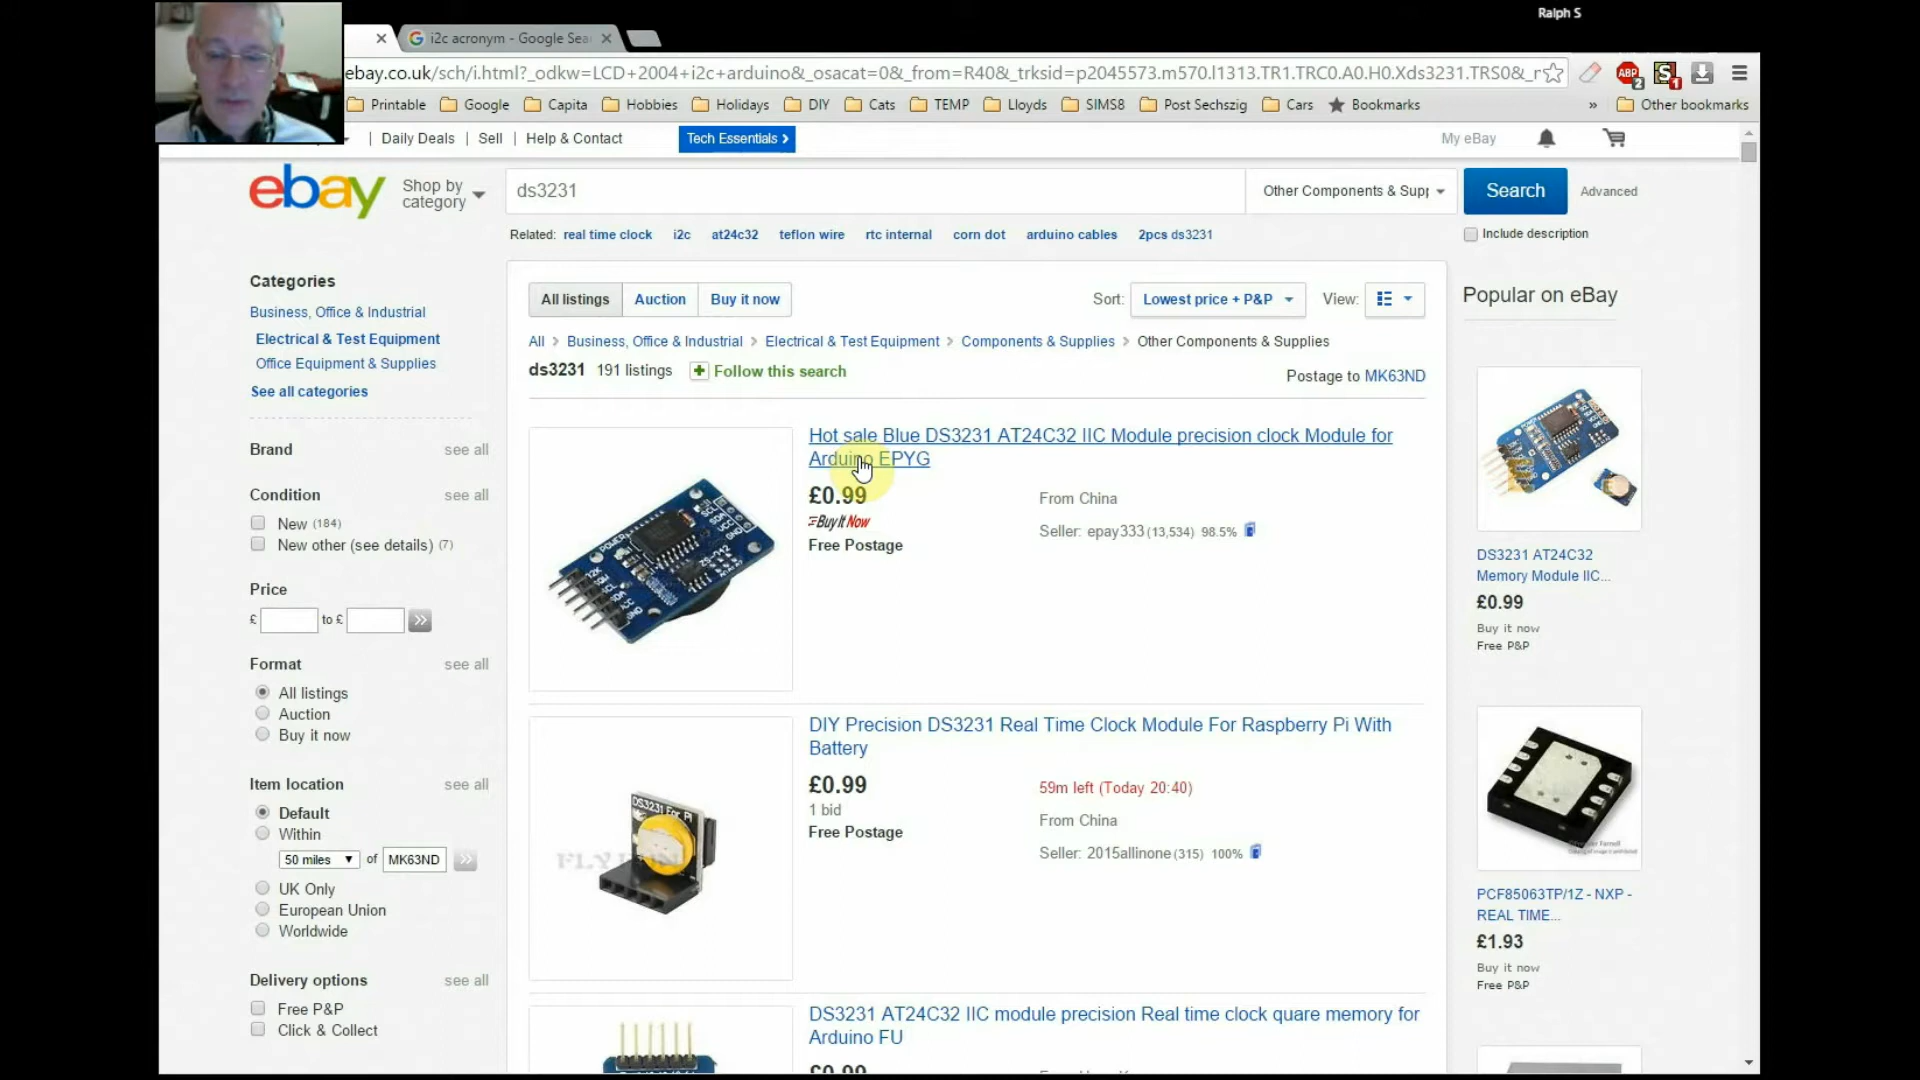 Ralph S
i2c acronym - Google Sea
ebay.co.uk/sch/i.html?_odkw=LCD+2004+i2c+arduino&_osacat=0&_from=R40&_trksid=p2045573.m570.l1313.TR1.TRC0.A0.H0.Xds3231.TRS0&_r
Printable Google Capita Hobbies Holidays DIY Cats TEMP Lloyds SIMS8 Post Sechszig Cars Bookmarks » Other bookmarks
Daily Deals | Sell | Help & Contact Tech Essentials My eBay
ebay Shop by category ds3231 Other Components & Supp Search Advanced
Related: real time clock i2c at24c32 teflon wire rtc internal corn dot arduino cables 2pcs ds3231 Include description
Categories
Business, Office & Industrial
Electrical & Test Equipment
Office Equipment & Supplies
See all categories
Brand see all
Condition see all
New (184)
New other (see details) (7)
Price
£ to £
Format see all
All listings
Auction
Buy it now
Item location see all
Default
Within
50 miles of MK63ND
UK Only
European Union
Worldwide
Delivery options see all
Free P&P
Click & Collect
All listings Auction Buy it now Sort: Lowest price + P&P View:
All > Business, Office & Industrial > Electrical & Test Equipment > Components & Supplies > Other Components & Supplies
ds3231 191 listings Follow this search
Postage to MK63ND
Hot sale Blue DS3231 AT24C32 IIC Module precision clock Module for
Arduino EPYG
£0.99 From China
Buy It Now
Seller: epay333 (13,534) 98.5%
Free Postage
DIY Precision DS3231 Real Time Clock Module For Raspberry Pi With
Battery
£0.99 59m left (Today 20:40)
1 bid
From China
Free Postage
Seller: 2015allinone (315) 100%
DS3231 For Pi
DS3231 AT24C32 IIC module precision Real time clock quare memory for
Arduino FU
£0.99
Popular on eBay
DS3231 AT24C32
Memory Module IIC...
£0.99
Buy it now
Free P&P
PCF85063TP/1Z - NXP -
REAL TIME...
£1.93
Buy it now
Free P&P